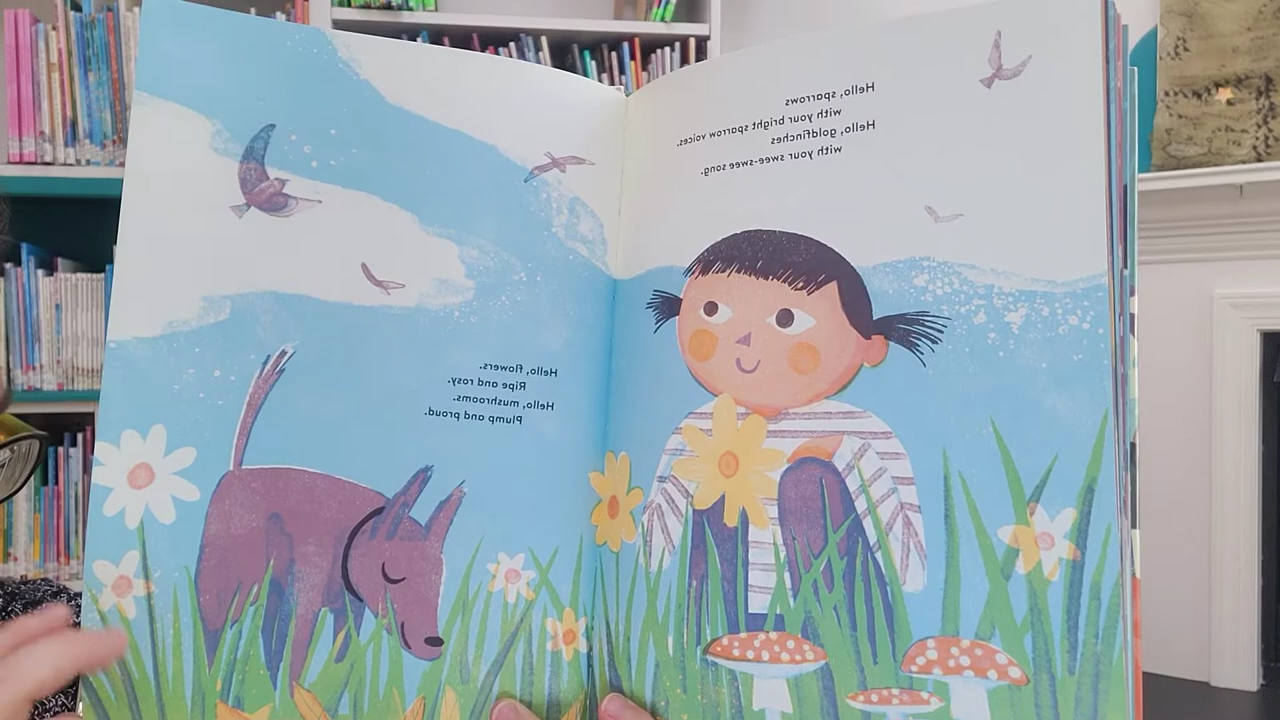 Hello, sparrows
with your bright sparrow voices.
Hello, goldfinches
with your swee-swee song.
Hello, flowers.
Ripe and rosy.
Hello, mushrooms.
Plump and proud.